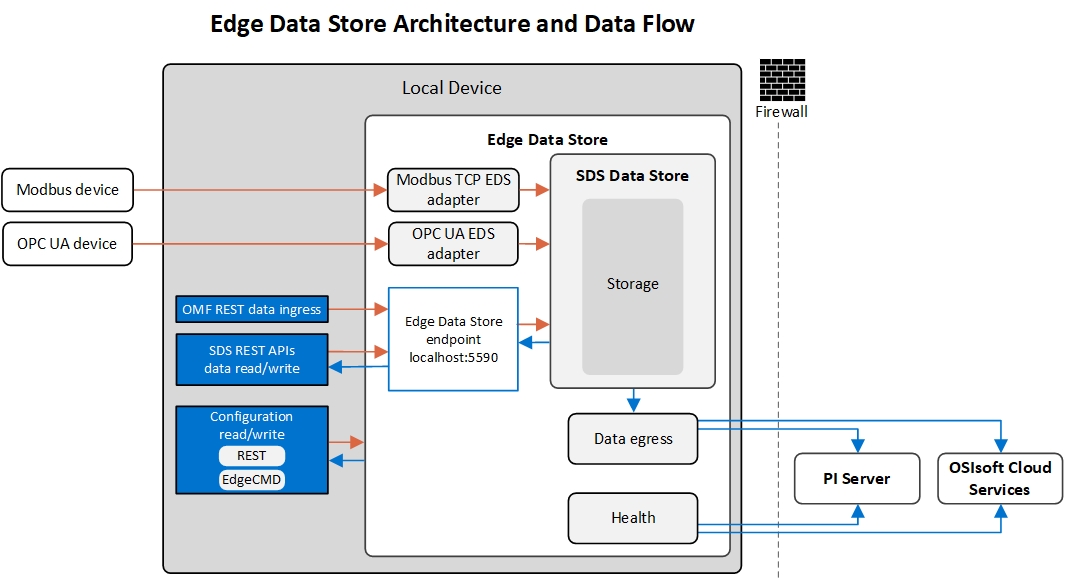 Edge Data Store Architecture and Data Flow
Local Device
Firewall
Edge Data Store
Modbus device
Modbus TCP EDS
adapter
SDS Data Store
OPC UA device
OPC UA EDS
adapter
Storage
OMF REST data ingress
Edge Data Store
endpoint
localhost:5590
SDS REST APIs
data read/write
Configuration
read/write
REST
EdgeCMD
Data egress
PI Server
OSIsoft Cloud
Services
Health